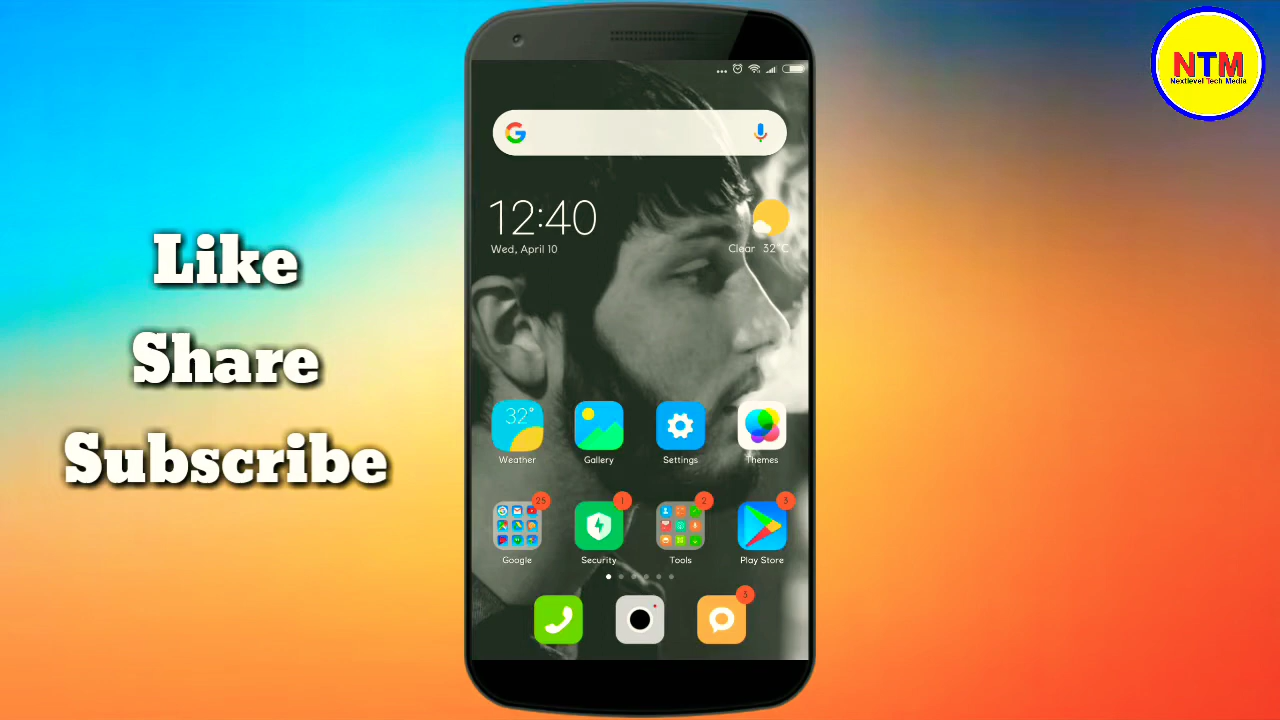 NTM
Nextlevel Tech Media
Like
Share
Subscribe
12:40
Wed, April 10
Clear 32°C
32°
Weather
Gallery
Settings
Themes
25
1
2
3
Google
Security
Tools
Play Store
3